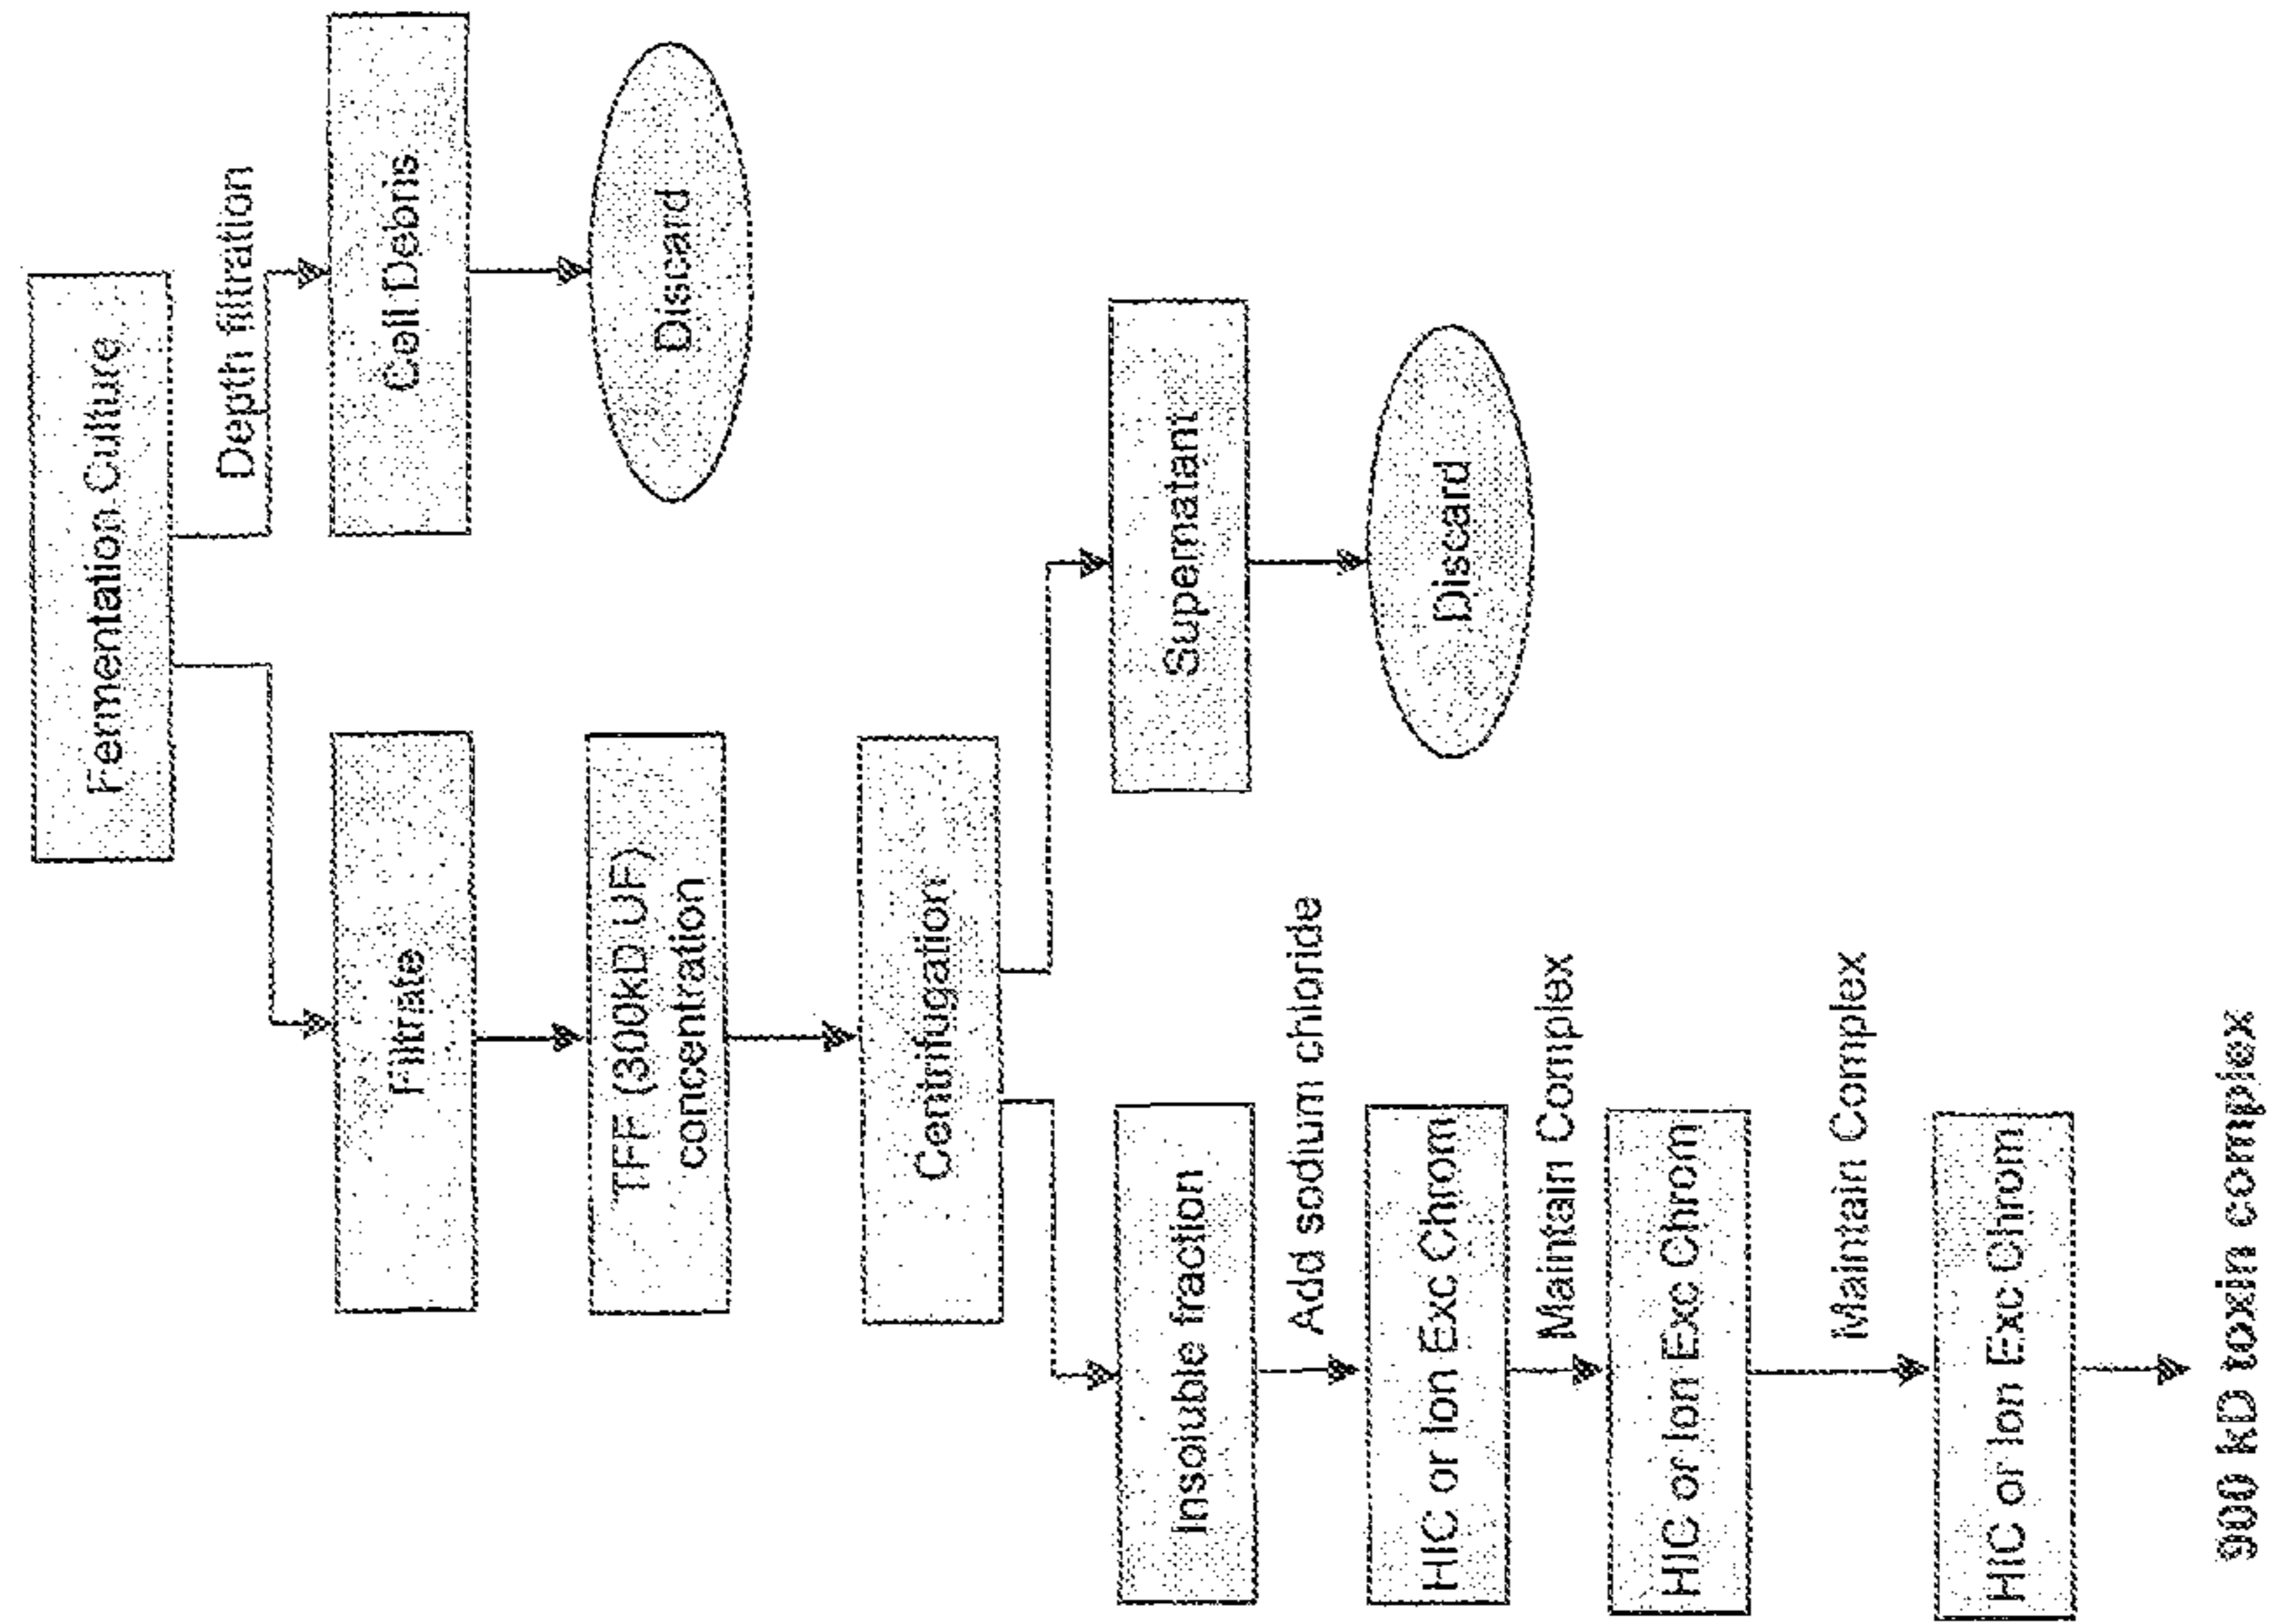 Fermentation Culture
Depth filtration
Filtrate
Cell Debris
TFF (300kD UF)
concentration
Discard
Centrifugation
Insoluble fraction
Supernatant
Add sodium chloride
HIC or Ion Exc Chrom
Discard
Maintain Complex
HIC or Ion Exc Chrom
Maintain Complex
HIC or Ion Exc Chrom
900 kD toxin complex